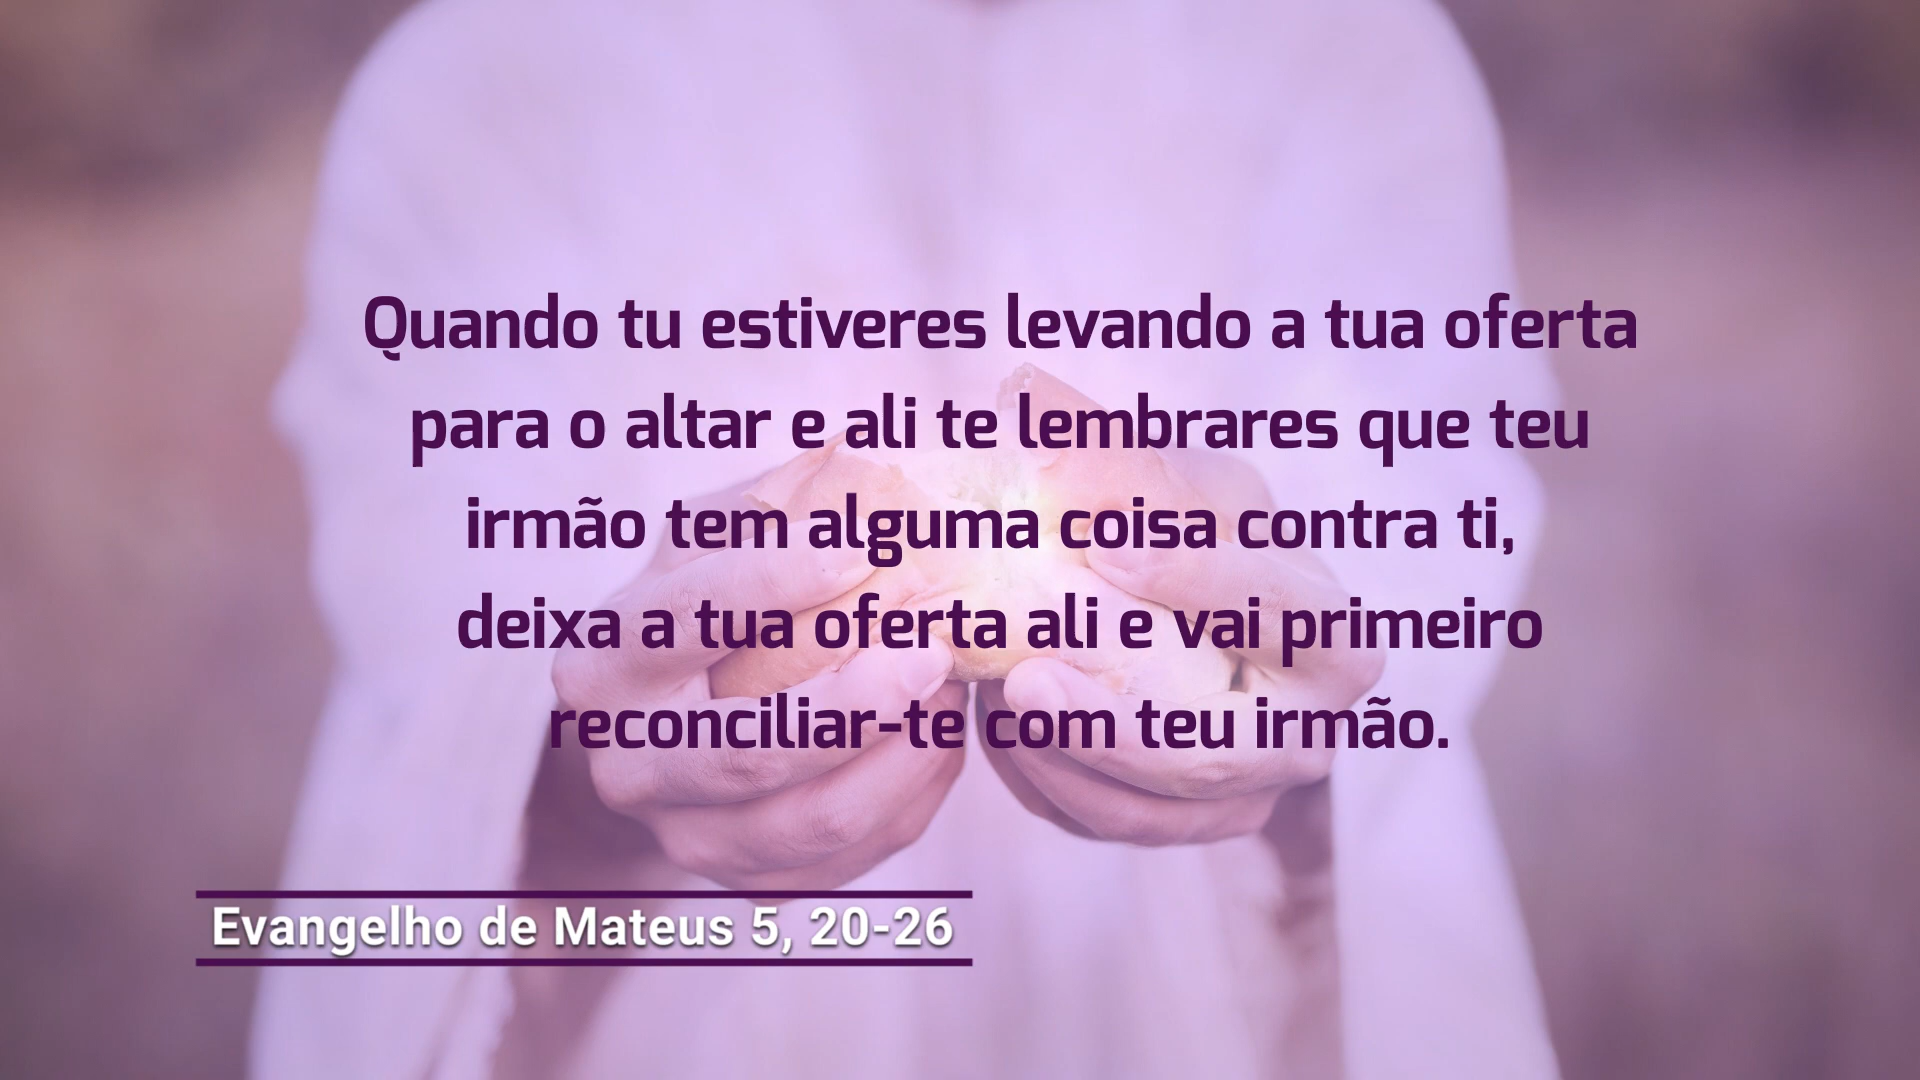 Quando tu estiveres levando a tua oferta
para o altar e ali te lembrares que teu
irmão tem alguma coisa contra ti,
deixa a tua oferta ali e vai primeiro
reconciliar-te com teu irmão.
Evangelho de Mateus 5, 20-26